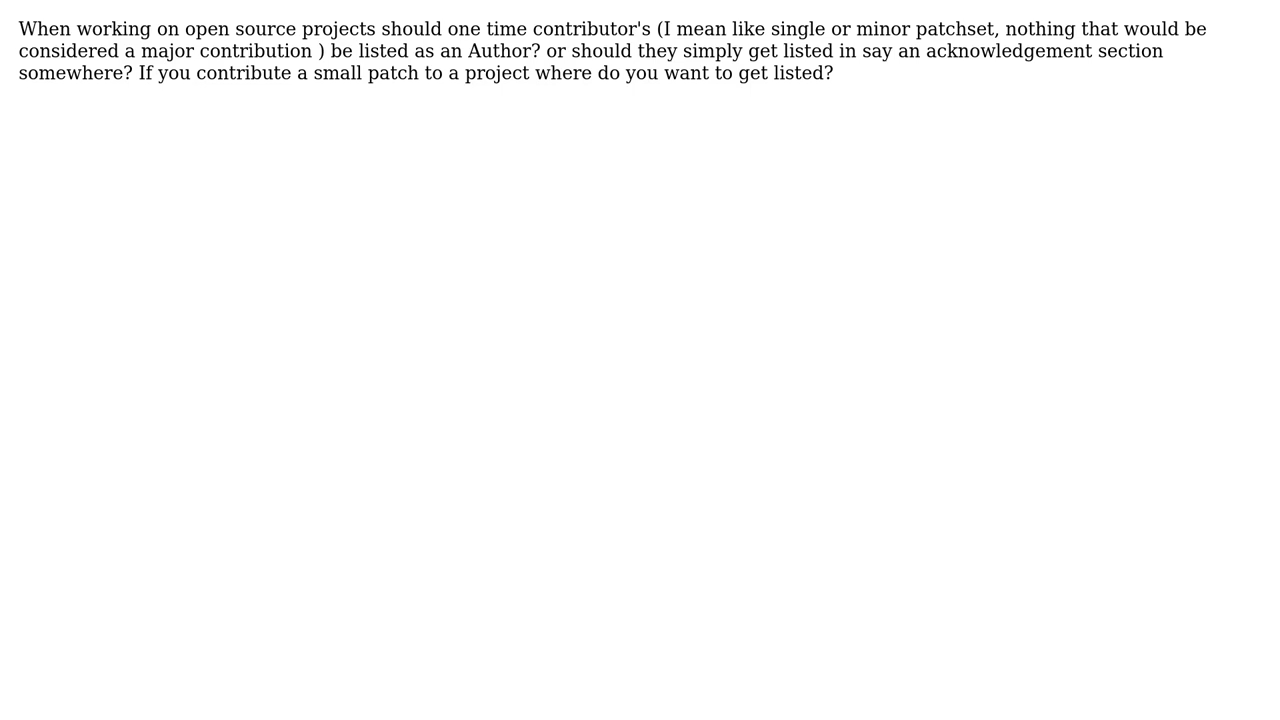 When working on open source projects should one time contributor's (I mean like single or minor patchset, nothing that would be
considered a major contribution ) be listed as an Author? or should they simply get listed in say an acknowledgement section
somewhere? If you contribute a small patch to a project where do you want to get listed?